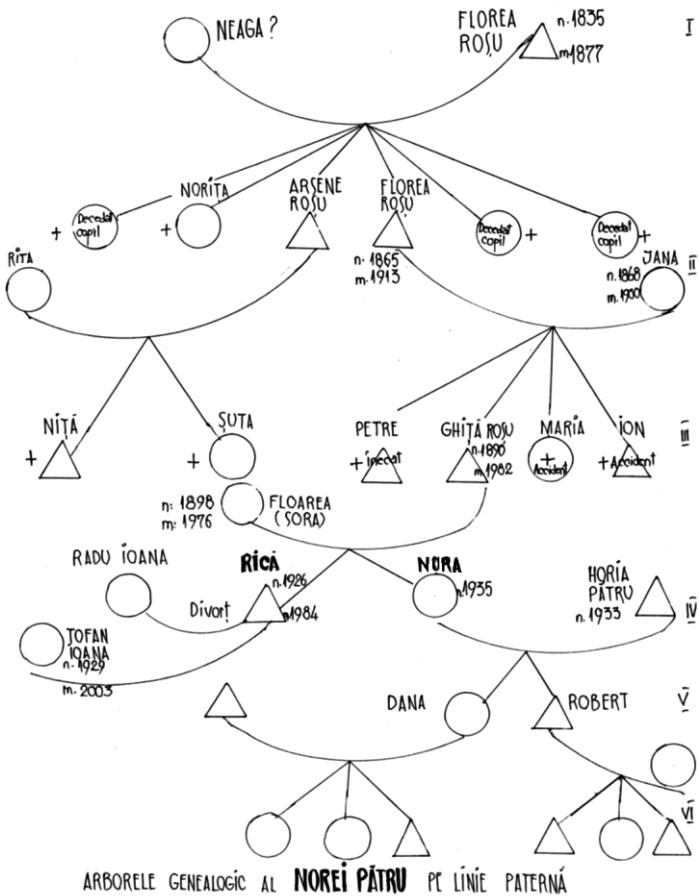 NEAGA ?
FLOREA
ROȘU
n. 1835
m 1877
I
Decedat
copil
+
NORIȚA
+
ARSENE
ROȘU
FLOREA
ROȘU
n. 1865
m. 1913
Decedat
copil
+
Decedat
copil
+
RITA
JANA
n. 1868
m. 1900
II
NIȚĂ
+
ȘUTA
+
PETRE
+ înecat
GHIȚĂ ROȘU
n. 1890
m. 1982
MARIA
+
Accident
ION
+ Accident
III
n: 1898
m: 1976
FLOAREA
(SORA)
RADU IOANA
Divorț
RICĂ
n. 1926
1984
NORA
n. 1935
HORIA
PĂTRU
n. 1933
IV
TOFAN
IOANA
n. 1929
m. 2003
DANA
ROBERT
V
VI
ARBORELE GENEALOGIC AL NOREI PĂTRU PE LINIE PATERNĂ